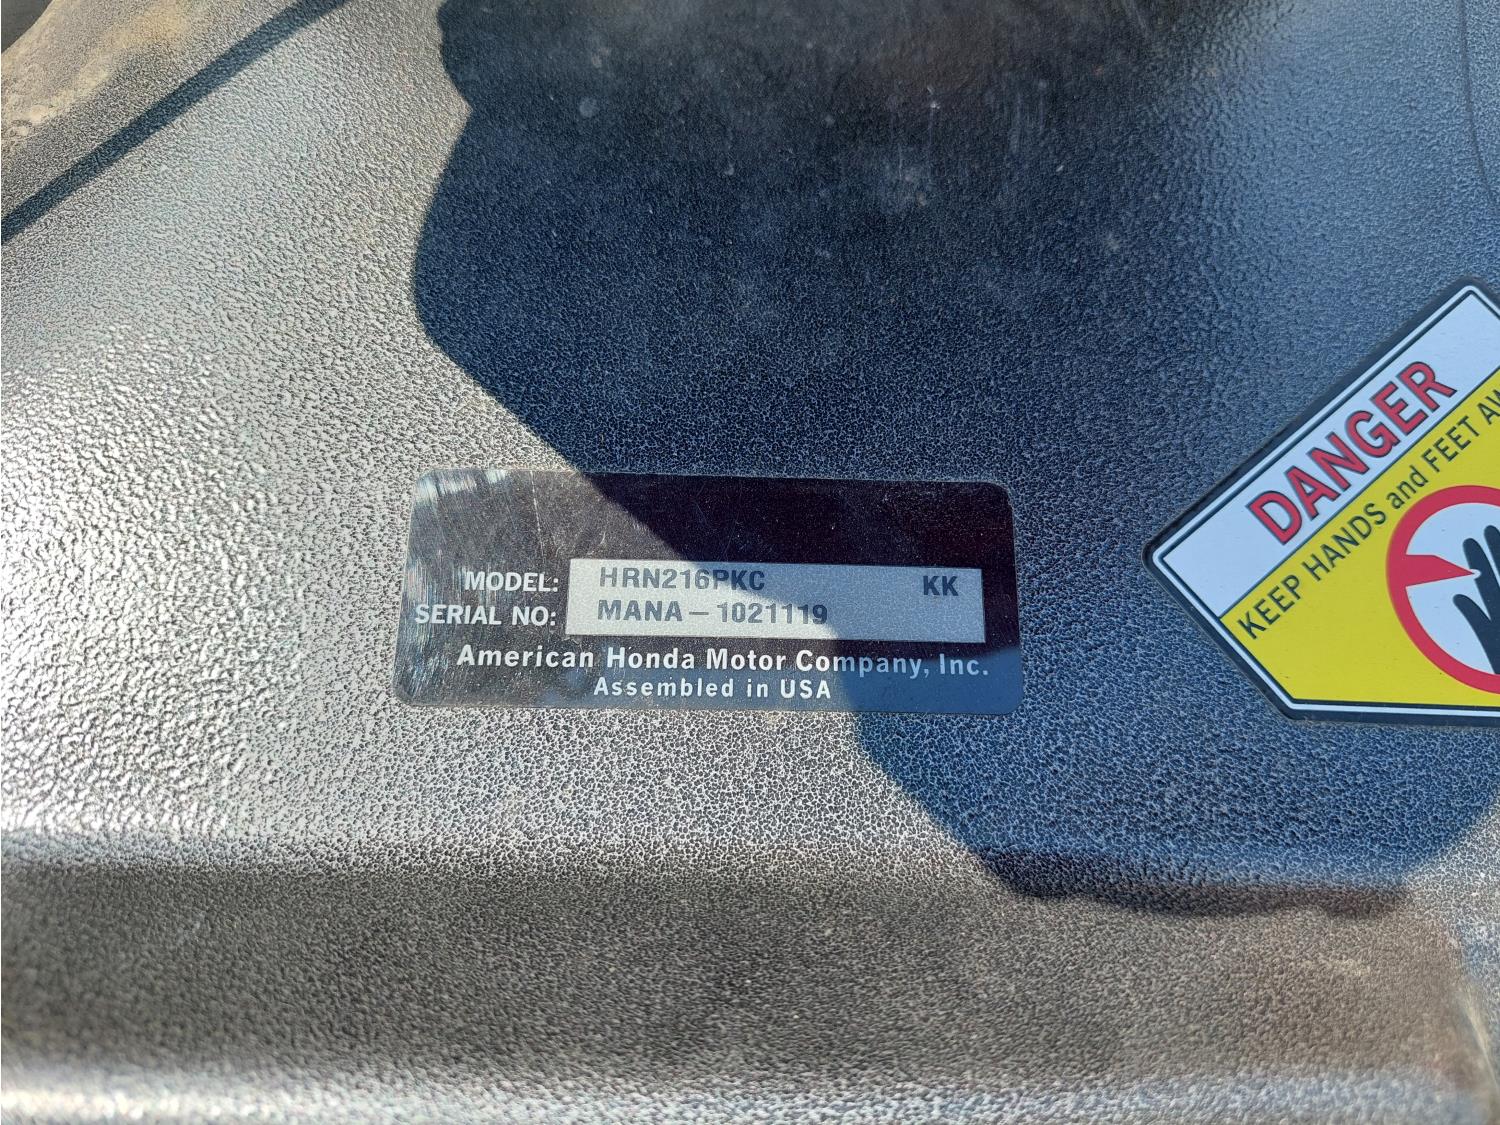 MODEL: HRN216PKC KK
SERIAL NO: MANA-1021119
American Honda Motor Company, Inc.
Assembled in USA
DANGER
KEEP HANDS and FEET